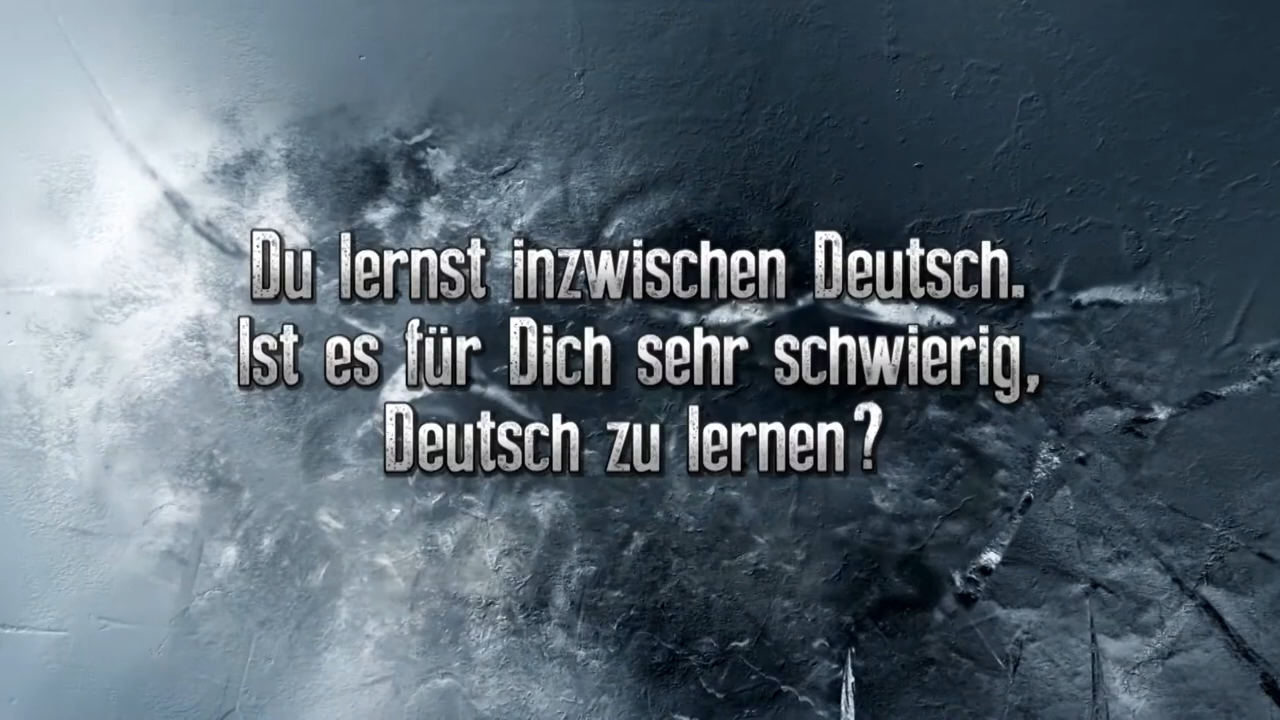 Du lernst inzwischen Deutsch.
Ist es für Dich sehr schwierig,
Deutsch zu lernen?